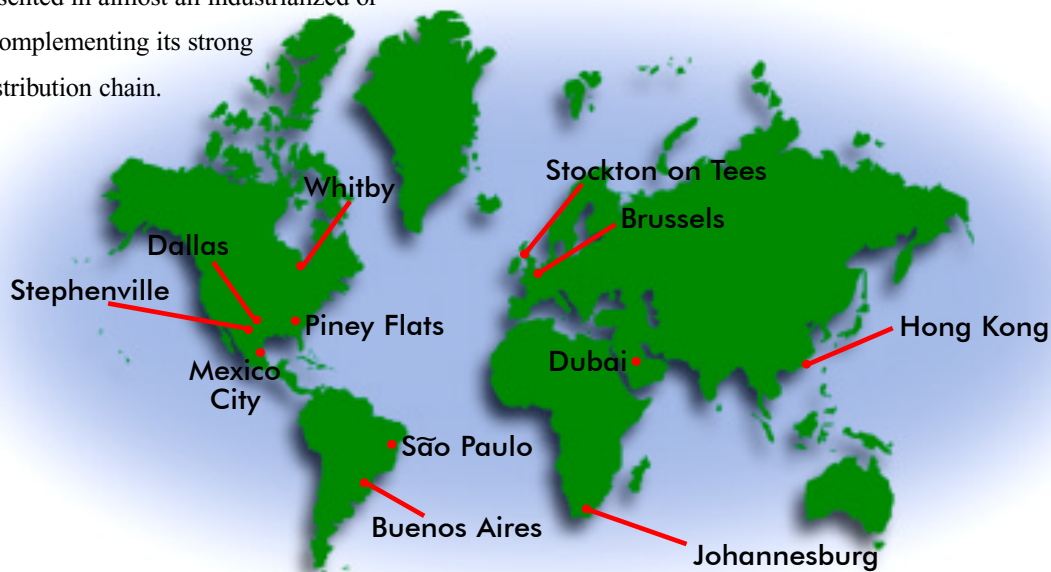 omplementing its strong
stribution chain.
Stockton on Tees
Whitby
Brussels
Dallas
Stephenville
Piney Flats
Hong Kong
Dubai
Mexico
City
São Paulo
Buenos Aires
Johannesburg